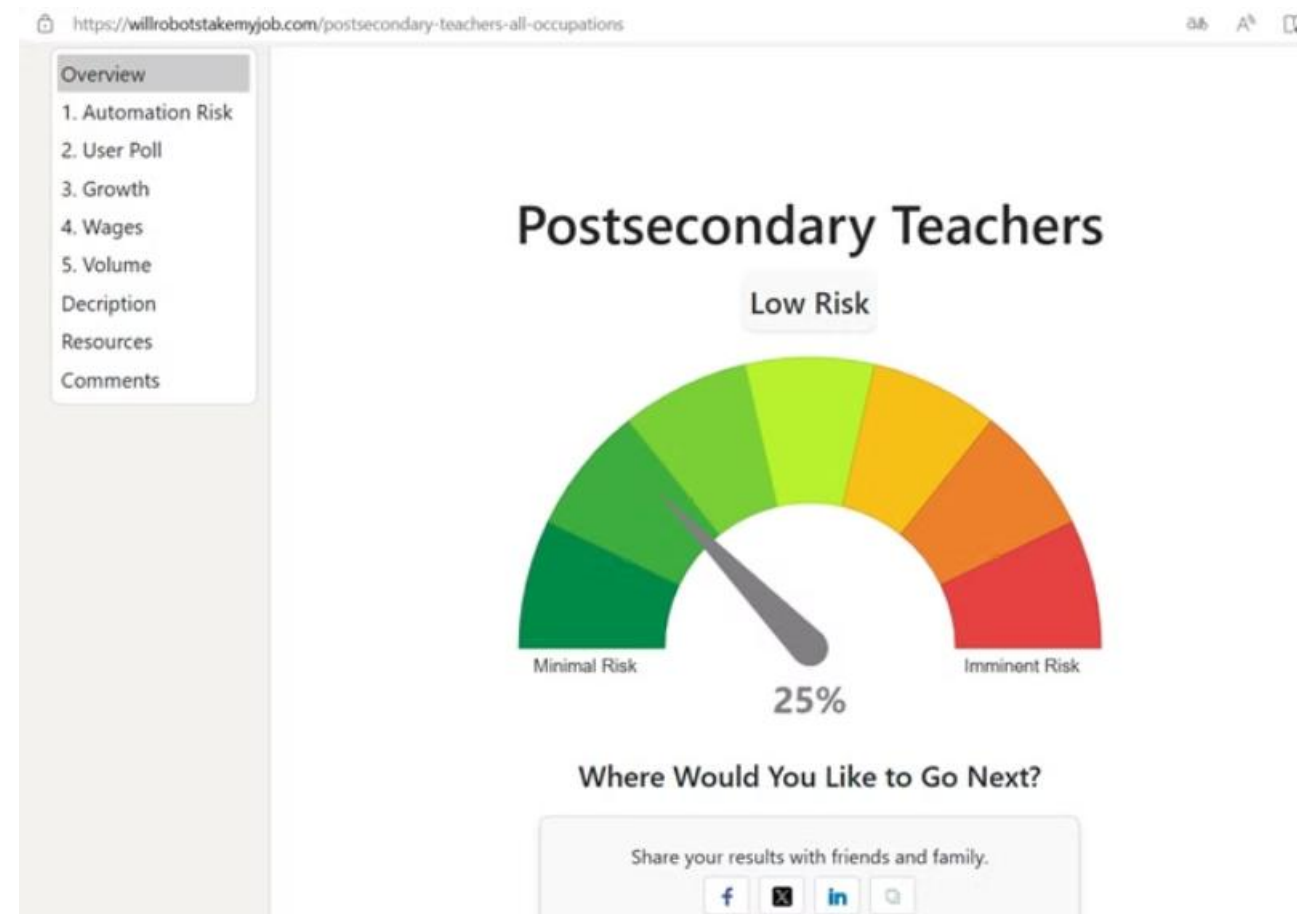 https://willrobotstakemyjob.com/postsecondary-teachers-all-occupations
Overview
1. Automation Risk
2. User Poll
3. Growth
4. Wages
5. Volume
Decription
Resources
Comments
Postsecondary Teachers
Low Risk
Minimal Risk
Imminent Risk
25%
Where Would You Like to Go Next?
Share your results with friends and family.